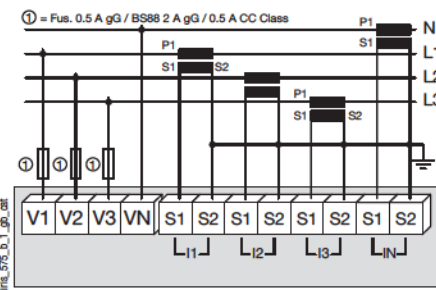 ① = Fus. 0.5 A gG / BS88 2 A gG / 0.5 A CC Class
P1 N
S1
P1 L1
S1 S2
L2
P1 L3
S1 S2
① ① ①
V1 V2 V3 VN S1 S2 S1 S2 S1 S2 S1 S2
I1 I2 I3 IN
iris_575_b_1_gb_cat